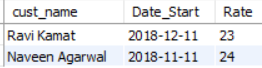 cust_name Date_Start Rate
Ravi Kamat 2018-12-11 23
Naveen Agarwal 2018-11-11 24